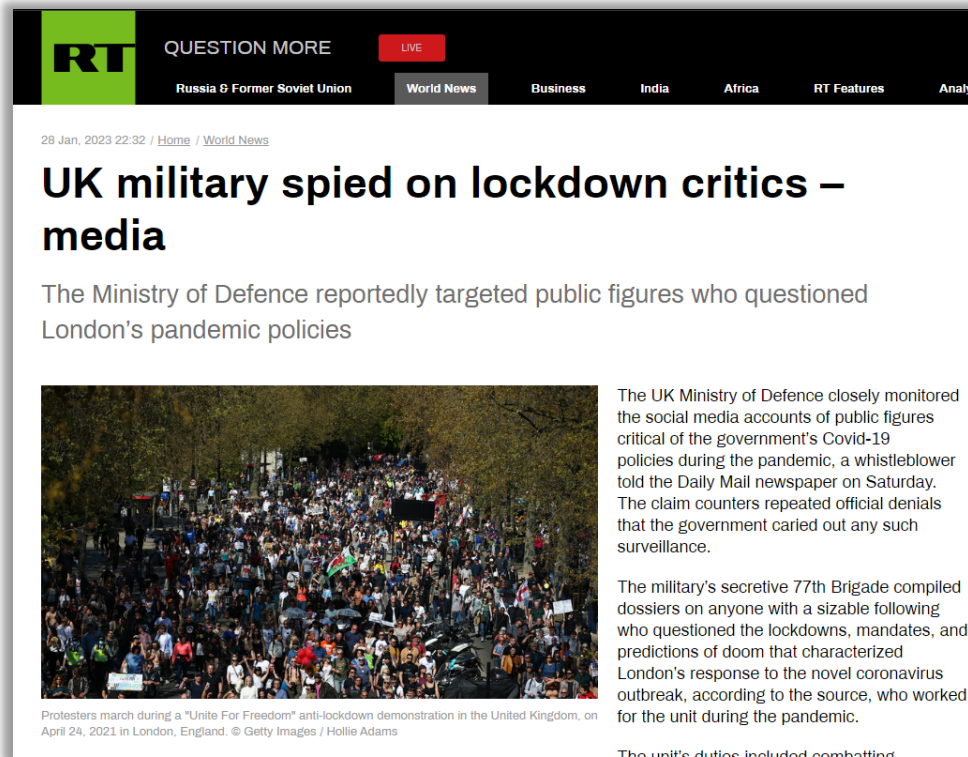 RT
QUESTION MORE
LIVE
Russia & Former Soviet Union
World News
Business
India
Africa
RT Features
Analy
28 Jan, 2023 22:32 / Home / World News
UK military spied on lockdown critics –
media
The Ministry of Defence reportedly targeted public figures who questioned
London’s pandemic policies
The UK Ministry of Defence closely monitored
the social media accounts of public figures
critical of the government’s Covid-19
policies during the pandemic, a whistleblower
told the Daily Mail newspaper on Saturday.
The claim counters repeated official denials
that the government caried out any such
surveillance.
The military’s secretive 77th Brigade compiled
dossiers on anyone with a sizable following
who questioned the lockdowns, mandates, and
predictions of doom that characterized
London’s response to the novel coronavirus
outbreak, according to the source, who worked
for the unit during the pandemic.
The unit’s duties included combatting
Protesters march during a "Unite For Freedom" anti-lockdown demonstration in the United Kingdom, on
April 24, 2021 in London, England. © Getty Images / Hollie Adams